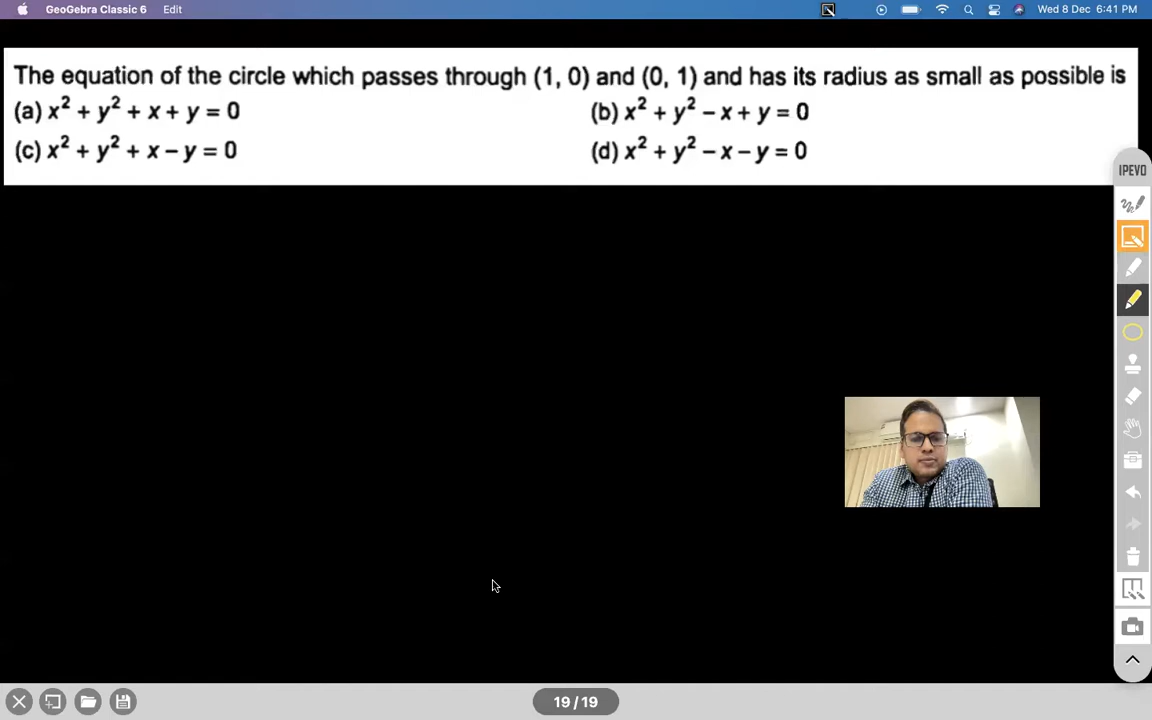 GeoGebra Classic 6 Edit Wed 8 Dec 6:41 PM
The equation of the circle which passes through (1, 0) and (0, 1) and has its radius as small as possible is
(a) x² + y² + x + y = 0 (b) x² + y² – x + y = 0
(c) x² + y² + x – y = 0 (d) x² + y² – x – y = 0
IPEVO
19 / 19